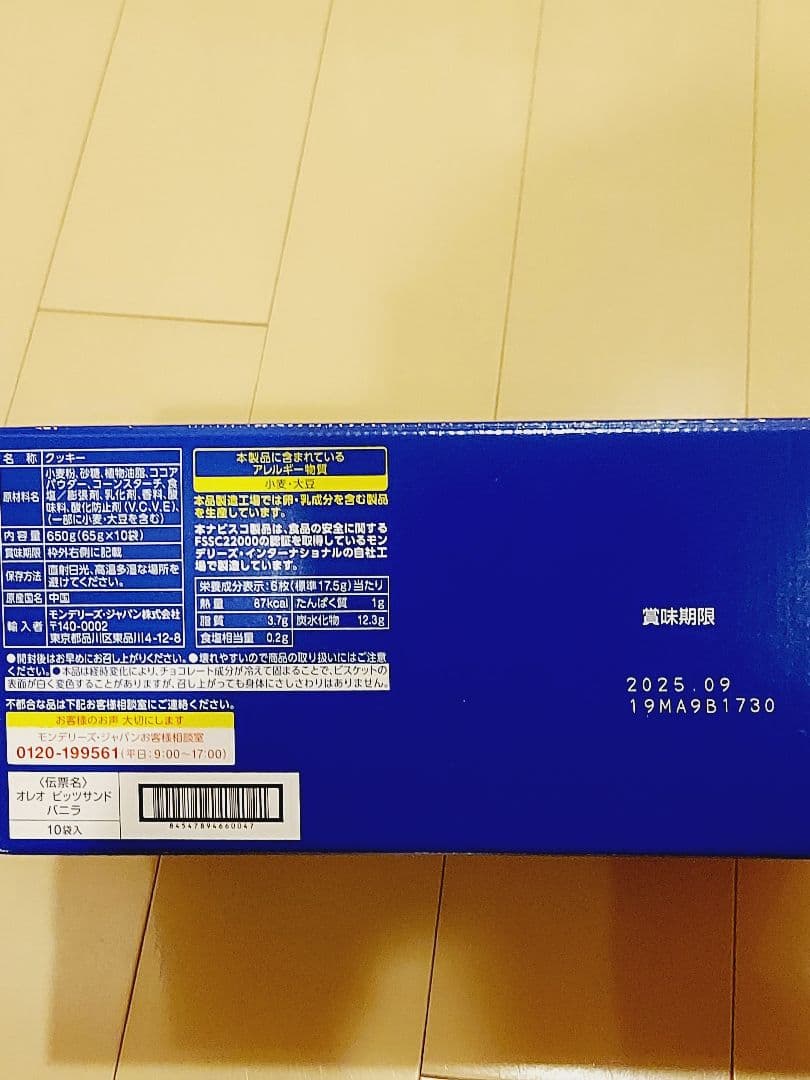 名称 クッキー
原材料名 小麦粉、砂糖、植物油脂、ココア
パウダー、コーンスターチ、食
塩／膨張剤、乳化剤、香料、酸
味料、酸化防止剤(V.C、V.E)、
(一部に小麦・大豆を含む)
内容量 650g(65g×10袋)
賞味期限 枠外右側に記載
保存方法 直射日光、高温多湿な場所を
避けてください。
原産国名 中国
輸入者 モンデリーズ・ジャパン株式会社
〒140-0002
東京都品川区東品川4-12-8
本製品に含まれている
アレルギー物質
小麦・大豆
本品製造工場では卵・乳成分を含む製品
を生産しています。
本ナビスコ製品は、食品の安全に関する
FSSC22000の認証を取得しているモン
デリーズ・インターナショナルの自社工
場で製造しています。
栄養成分表示:6枚(標準17.5g)当たり
熱量 87kcal たんぱく質 1g
脂質 3.7g 炭水化物 12.3g
食塩相当量 0.2g
●開封後はお早めにお召し上がりください。●壊れやすいので商品の取り扱いにはご注意
ください。●本品は経時変化により、チョコレート成分が冷えて固まることで、ビスケットの
表面が白く変色することがありますが、召し上がっても身体にさしさわりはありません。
不都合な品は下記お客様相談室にご連絡ください。
お客様のお声 大切にします
モンデリーズ・ジャパンお客様相談室
0120-199561(平日:9:00～17:00)
〈伝票名〉
オレオ ビッツサンド
バニラ
10袋入
8454789466004 7
賞味期限
2025.09
19MA9B1730